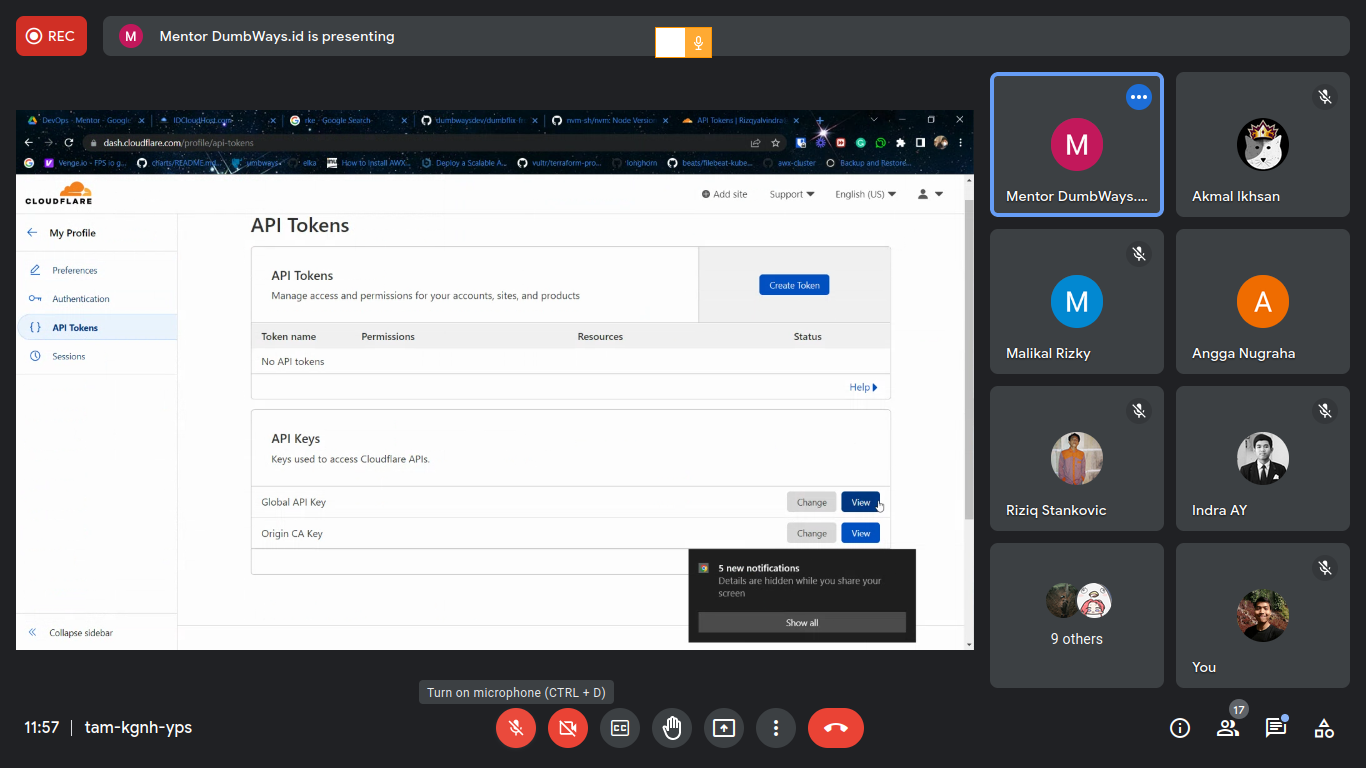 REC
M
Mentor DumbWays.id is presenting
DevOps - Mentor - Google
IDCloudHost.com
rke - Google Search
dumbwaysdev/dumbflix-fr
nvm-sh/nvm: Node Version
API Tokens | Rizqyalvindra
dash.cloudflare.com/profile/api-tokens
Venge.io - FPS io g...
charts/README.md...
umbways
elka
How to Install AWX...
Deploy a Scalable A...
vultr/terraform-pro...
longhorn
beats/filebeat-kube...
awx-cluster
Backup and Restore...
CLOUDFLARE
Add site
Support
English (US)
My Profile
Preferences
Authentication
API Tokens
Sessions
Collapse sidebar
API Tokens
API Tokens
Manage access and permissions for your accounts, sites, and products
Create Token
Token name Permissions Resources Status
No API tokens
Help
API Keys
Keys used to access Cloudflare APIs.
Global API Key Change View
Origin CA Key Change View
5 new notifications
Details are hidden while you share your
screen
Show all
M
Mentor DumbWays....
Akmal Ikhsan
M
Malikal Rizky
A
Angga Nugraha
Riziq Stankovic
Indra AY
9 others
You
Turn on microphone (CTRL + D)
11:57 | tam-kgnh-yps
CC
17